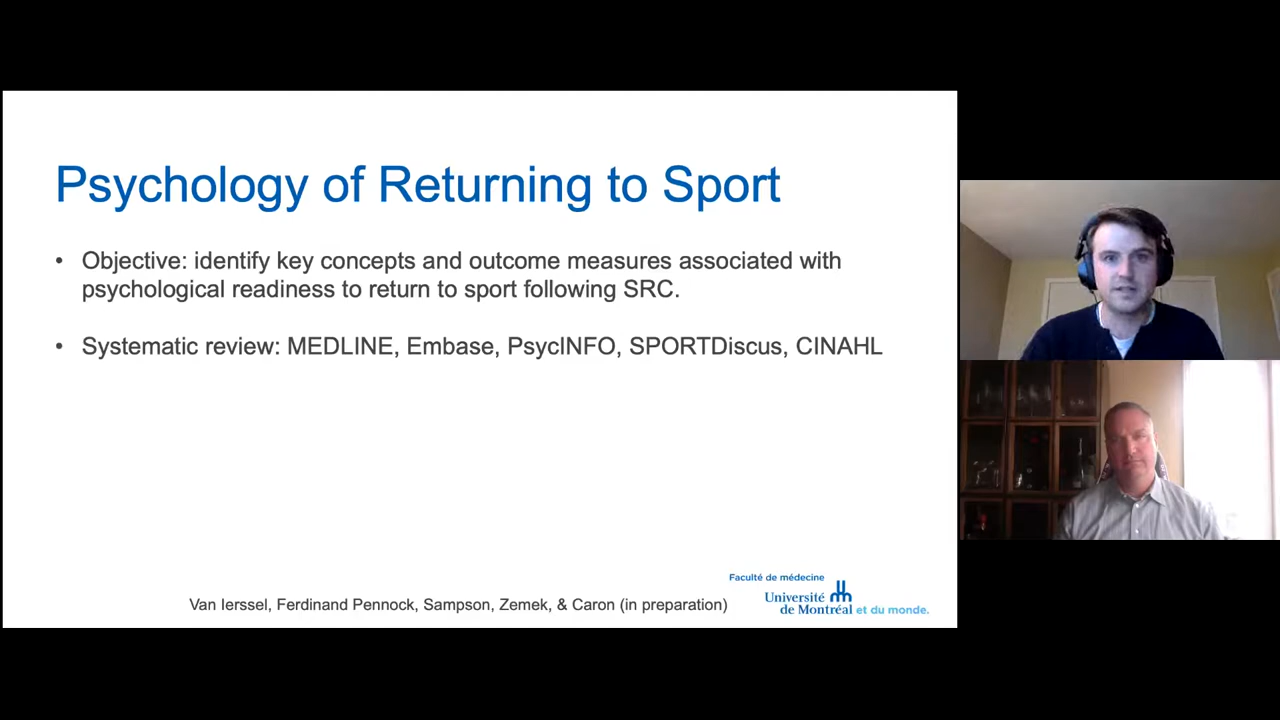 Psychology of Returning to Sport
• Objective: identify key concepts and outcome measures associated with
psychological readiness to return to sport following SRC.
• Systematic review: MEDLINE, Embase, PsycINFO, SPORTDiscus, CINAHL
Van Ierssel, Ferdinand Pennock, Sampson, Zemek, & Caron (in preparation)
Faculté de médecine
Université
de Montréal et du monde.